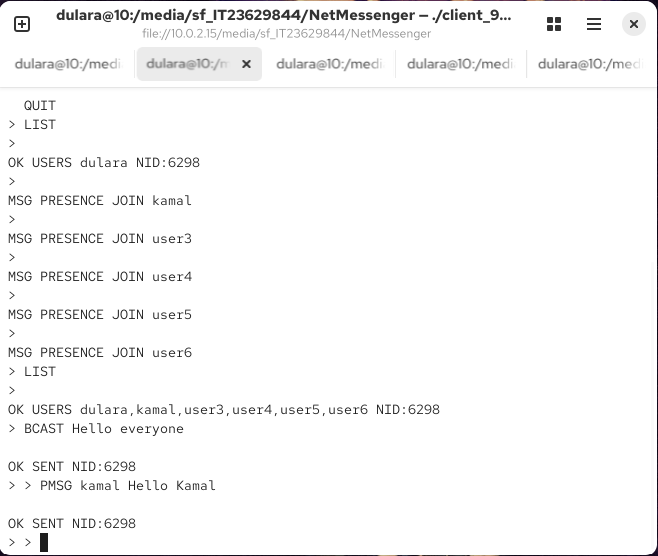 dulara@10:/media/sf_IT23629844/NetMessenger — ./client_9...
file://10.0.2.15/media/sf_IT23629844/NetMessenger
dulara@10:/medi dulara@10:/m dulara@10:/medi dulara@10:/medi dulara@10:/med
QUIT
> LIST
>
OK USERS dulara NID:6298
>
MSG PRESENCE JOIN kamal
>
MSG PRESENCE JOIN user3
>
MSG PRESENCE JOIN user4
>
MSG PRESENCE JOIN user5
>
MSG PRESENCE JOIN user6
> LIST
>
OK USERS dulara,kamal,user3,user4,user5,user6 NID:6298
> BCAST Hello everyone
OK SENT NID:6298
> > PMSG kamal Hello Kamal
OK SENT NID:6298
> >